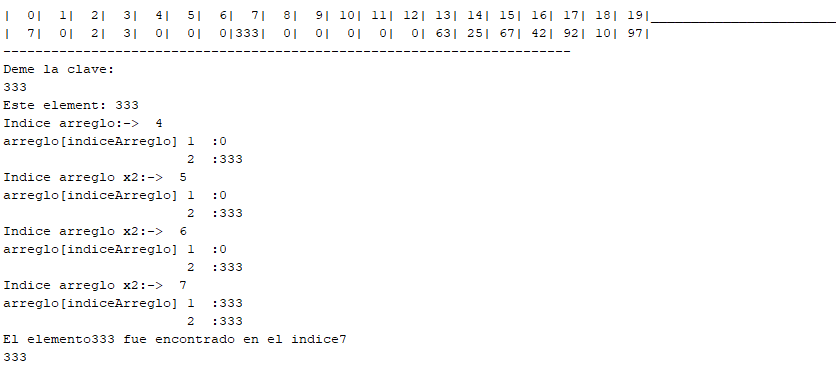 |  0|  1|  2|  3|  4|  5|  6|  7|  8|  9| 10| 11| 12| 13| 14| 15| 16| 17| 18| 19|
|  7|  0|  2|  3|  0|  0|  0|333|  0|  0|  0|  0|  0| 63| 25| 67| 42| 92| 10| 97|
Deme la clave:
333
Este element: 333
Indice arreglo:->  4
arreglo[indiceArreglo] 1  :0
                       2  :333
Indice arreglo x2:->  5
arreglo[indiceArreglo] 1  :0
                       2  :333
Indice arreglo x2:->  6
arreglo[indiceArreglo] 1  :0
                       2  :333
Indice arreglo x2:->  7
arreglo[indiceArreglo] 1  :333
                       2  :333
El elemento333 fue encontrado en el indice7
333